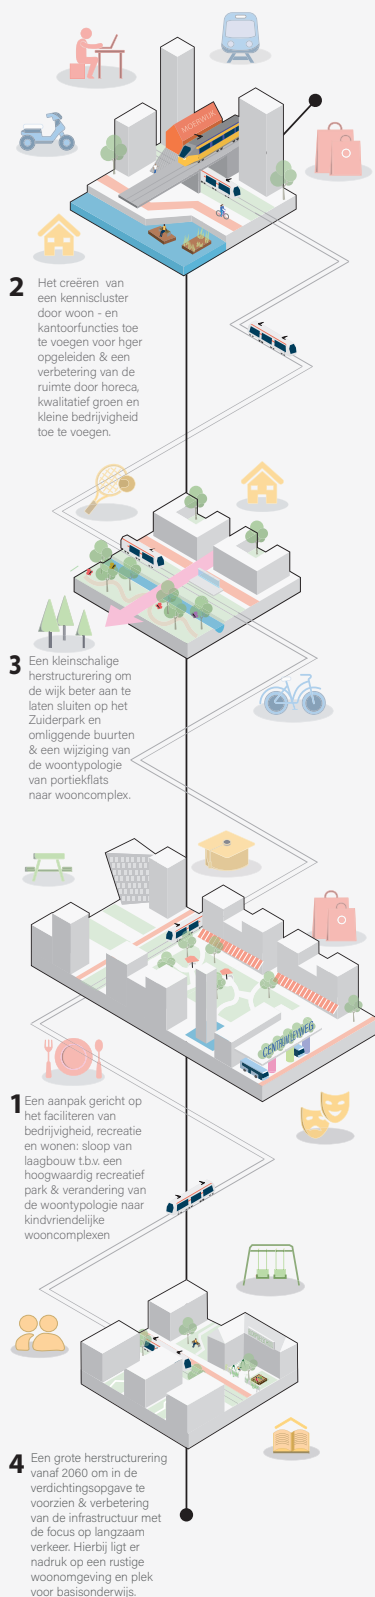 MOERWIJK
2
Het creëren van
een kenniscluster
door woon - en
kantoorfuncties toe
te voegen voor hger
opgeleiden & een
verbetering van de
ruimte door horeca,
kwalitatief groen en
kleine bedrijvigheid
toe te voegen.
3
Een kleinschalige
herstructurering om
de wijk beter aan te
laten sluiten op het
Zuiderpark en
omliggende buurten
& een wijziging van
de woontypologie
van portiekflats
naar wooncomplex.
1
Een aanpak gericht op
het faciliteren van
bedrijvigheid, recreatie
en wonen: sloop van
laagbouw t.b.v. een
hoogwaardig recreatief
park & verandering van
de woontypologie naar
kindvriendelijke
wooncomplexen
4
Een grote herstructurering
vanaf 2060 om in de
verdichtingsopgave te
voorzien & verbetering
van de infrastructuur met
de focus op langzaam
verkeer. Hierbij ligt er
nadruk op een rustige
woonomgeving en plek
voor basisonderwijs.